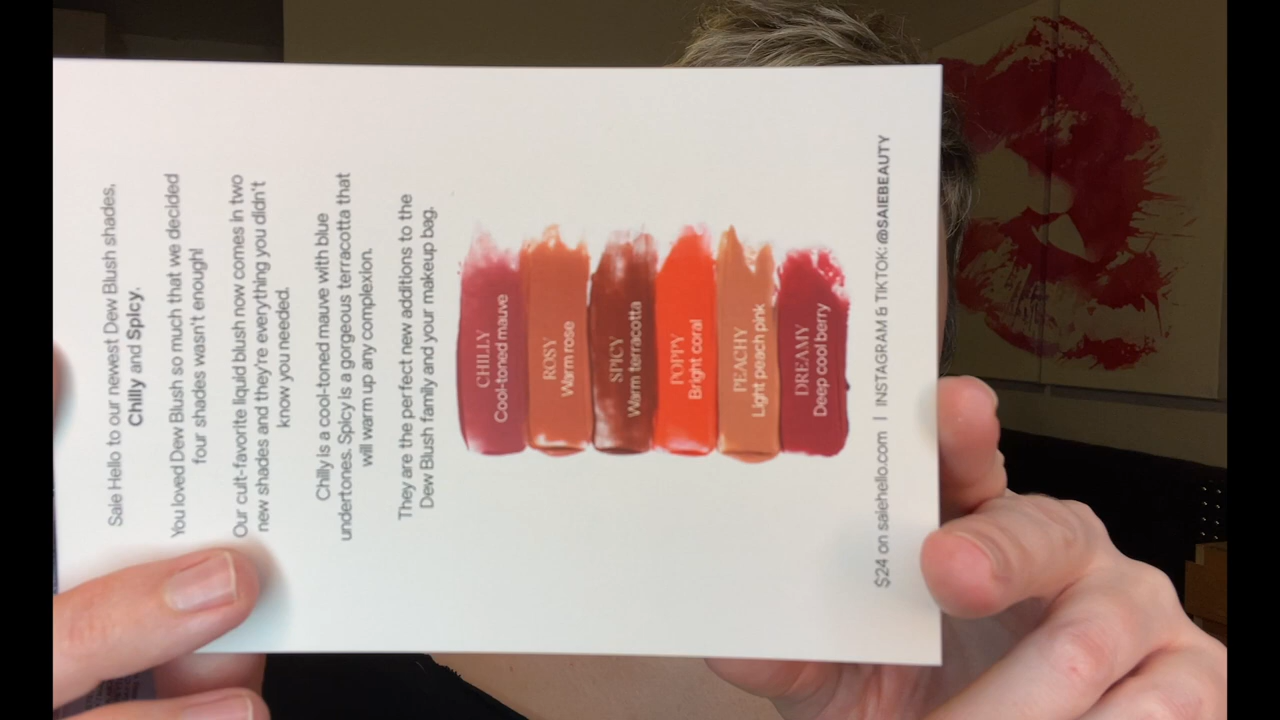 Saie Hello to our newest Dew Blush shades,
Chilly and Spicy.
You loved Dew Blush so much that we decided
four shades wasn't enough!
Our cult-favorite liquid blush now comes in two
new shades and they're everything you didn't
know you needed.
Chilly is a cool-toned mauve with blue
undertones. Spicy is a gorgeous terracotta that
will warm up any complexion.
They are the perfect new additions to the
Dew Blush family and your makeup bag.
CHILLY
Cool-toned mauve
ROSY
Warm rose
SPICY
Warm terracotta
POPPY
Bright coral
PEACHY
Light peach pink
DREAMY
Deep cool berry
$24 on saiehello.com | INSTAGRAM & TIKTOK: @SAIEBEAUTY